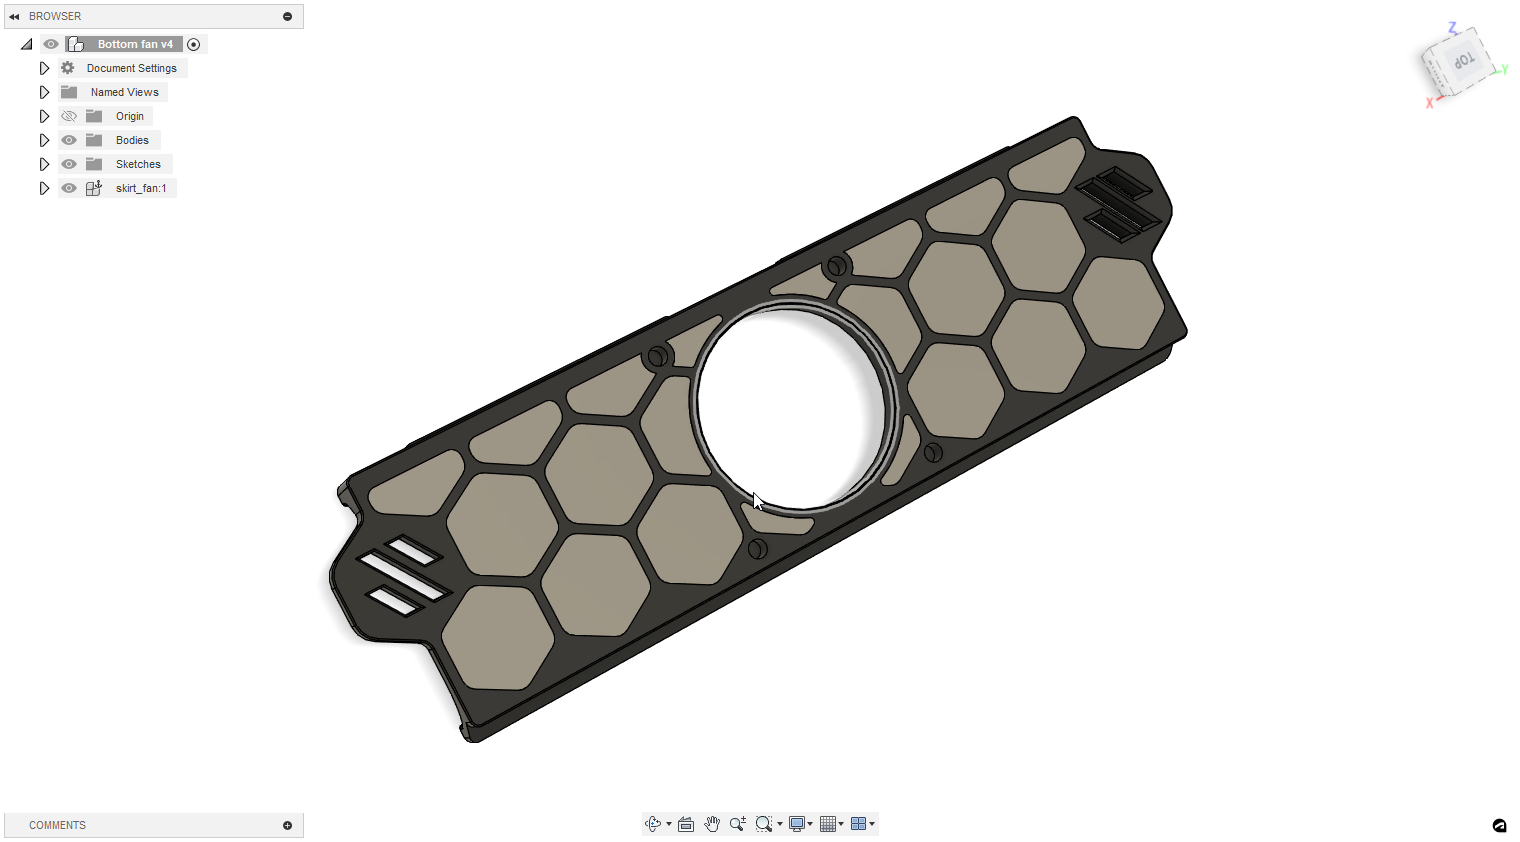 BROWSER
Bottom fan v4
Document Settings
Named Views
Origin
Bodies
Sketches
skirt_fan:1
Z
TOP
Y
X
COMMENTS